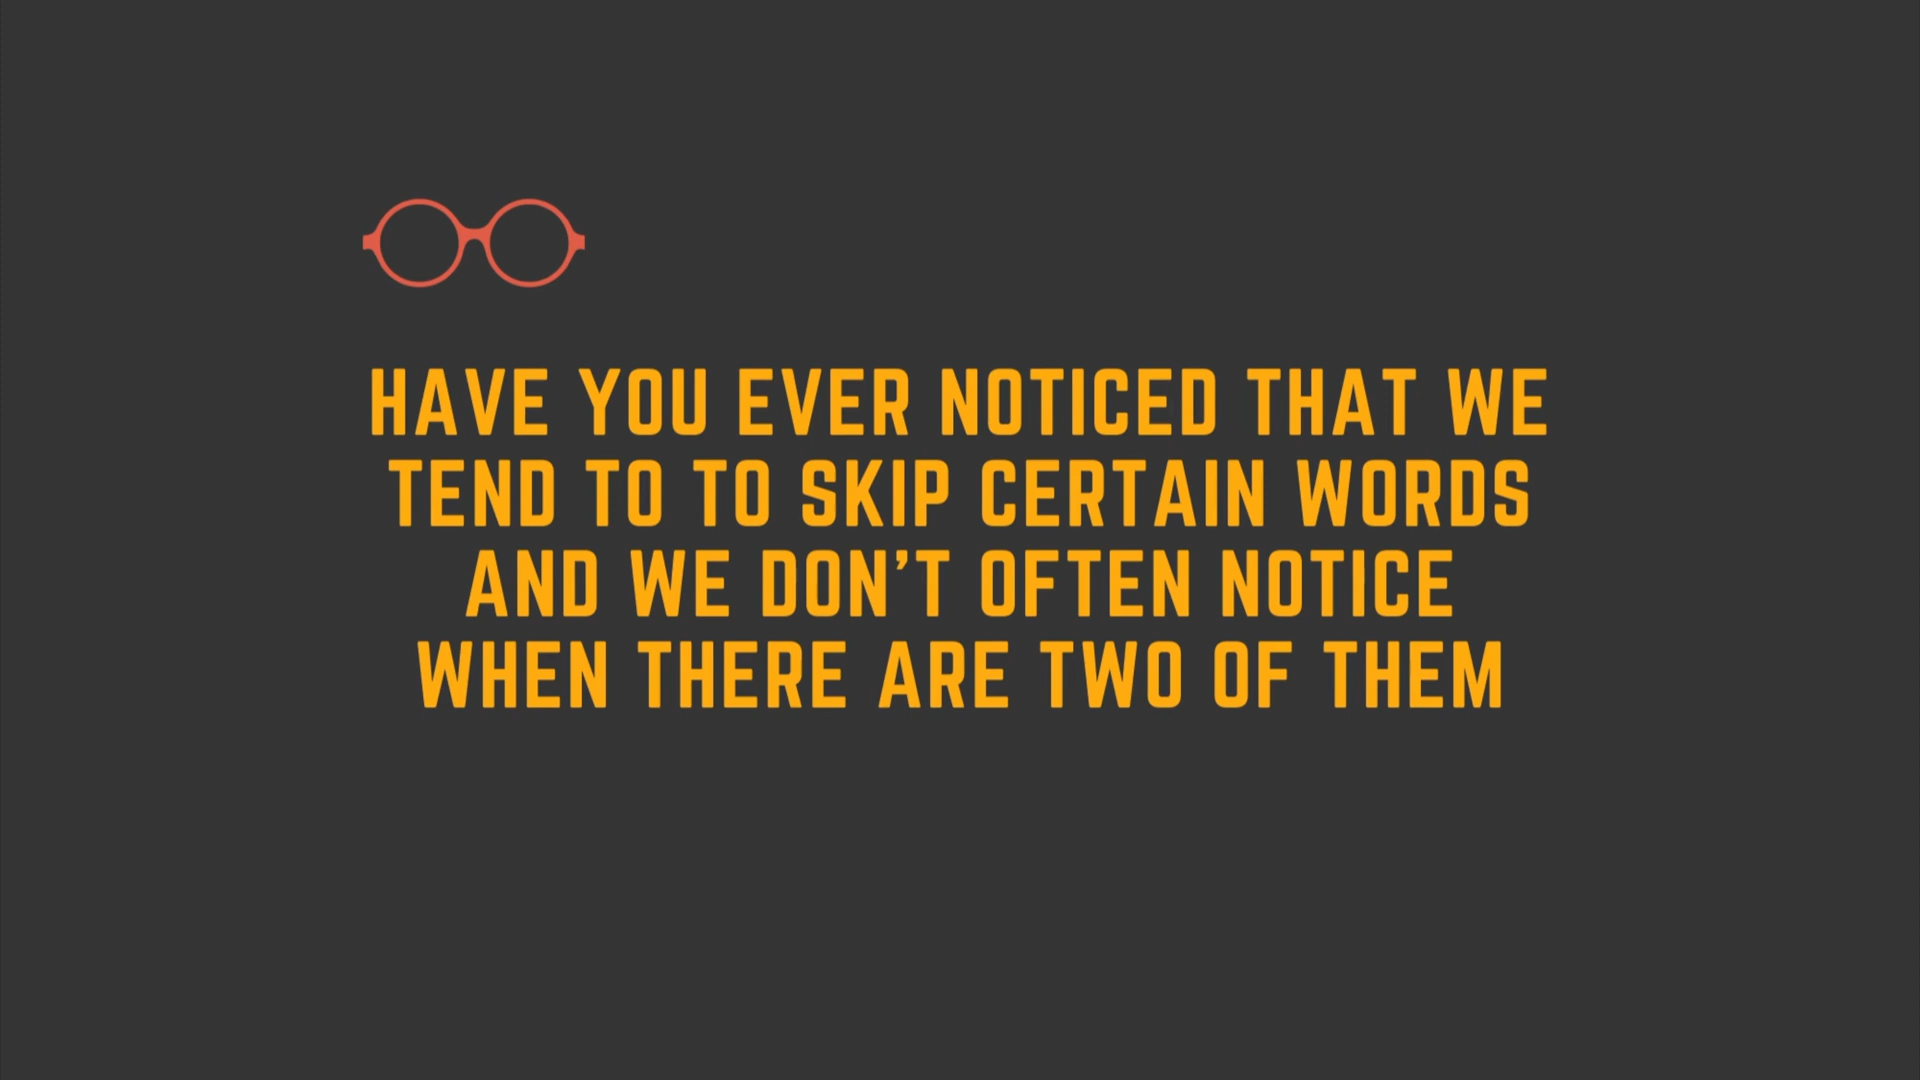 HAVE YOU EVER NOTICED THAT WE
TEND TO TO SKIP CERTAIN WORDS
AND WE DON'T OFTEN NOTICE
WHEN THERE ARE TWO OF THEM